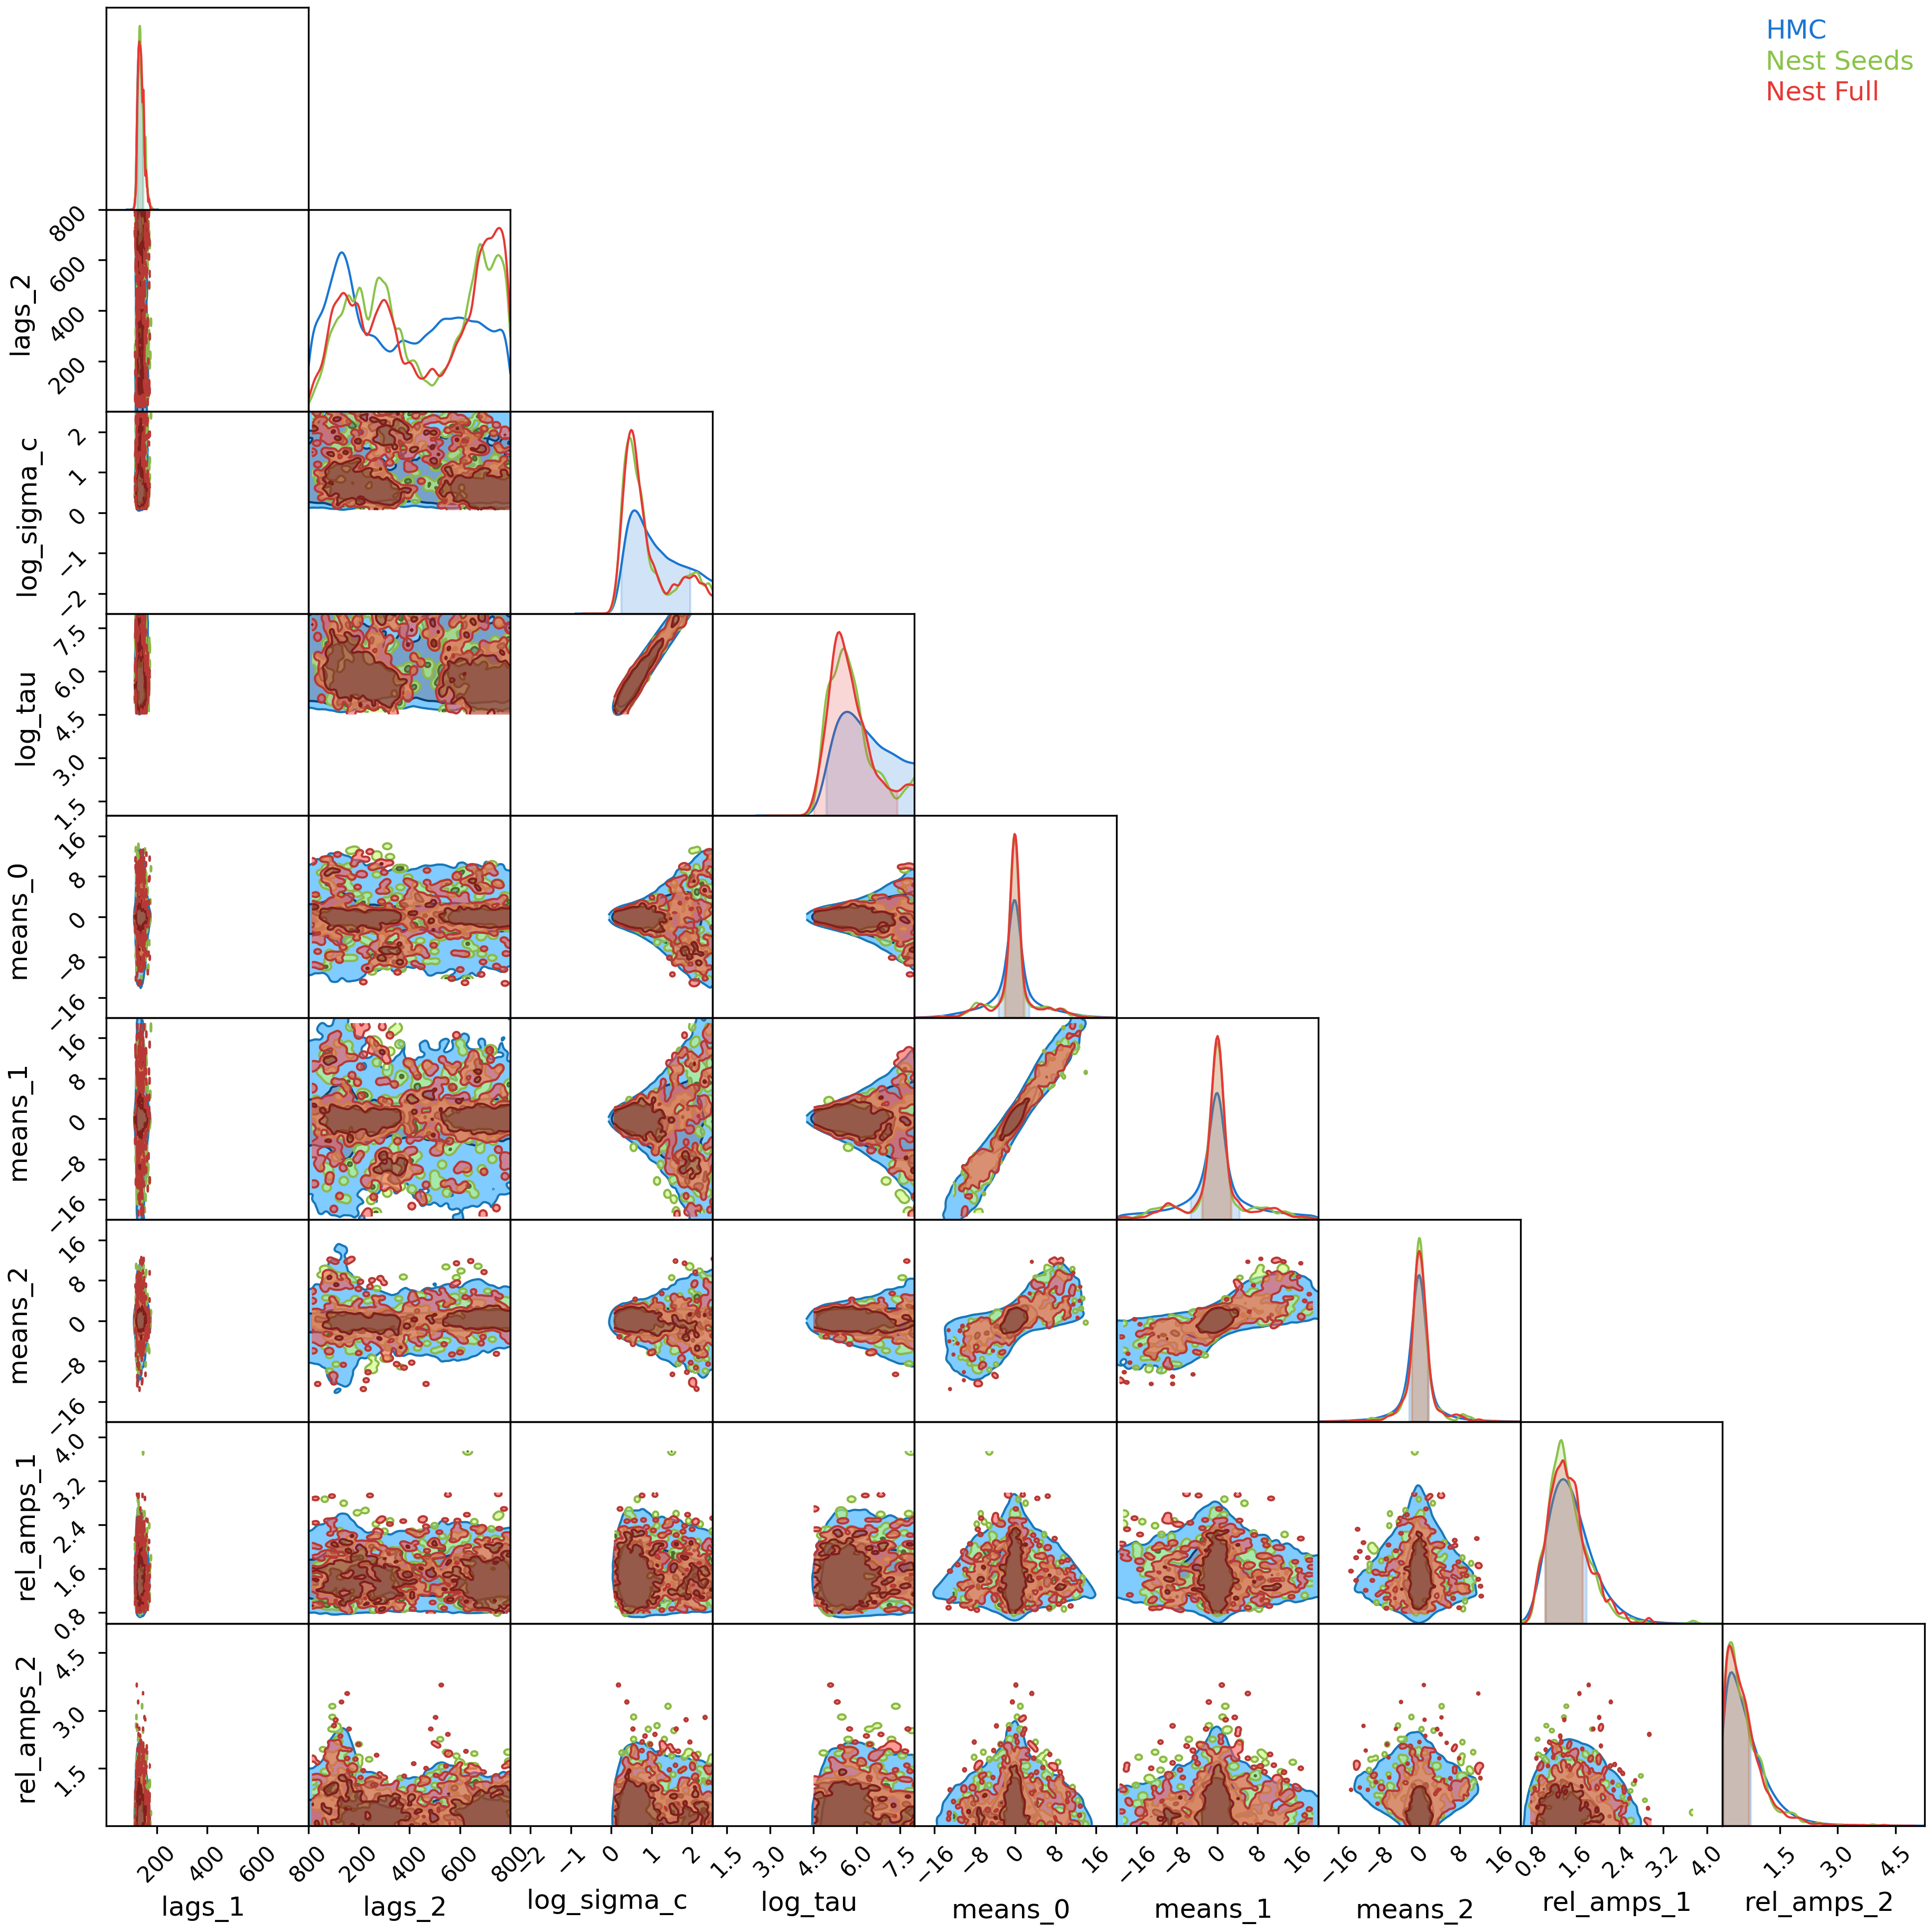 HMC
Nest Seeds
Nest Full
800
600
400
200
lags_2
2
1
0
−1
−2
log_sigma_c
7.5
6.0
4.5
3.0
1.5
log_tau
16
8
0
−8
−16
means_0
16
8
0
−8
−16
means_1
16
8
0
−8
−16
means_2
4.0
3.2
2.4
1.6
0.8
rel_amps_1
4.5
3.0
1.5
rel_amps_2
200 400 600 800
200 400 600 800
−2 −1 0 1 2
1.5 3.0 4.5 6.0 7.5
−16 −8 0 8 16
−16 −8 0 8 16
−16 −8 0 8 16
0.8 1.6 2.4 3.2 4.0
1.5 3.0 4.5
lags_1 lags_2 log_sigma_c log_tau means_0 means_1 means_2 rel_amps_1 rel_amps_2